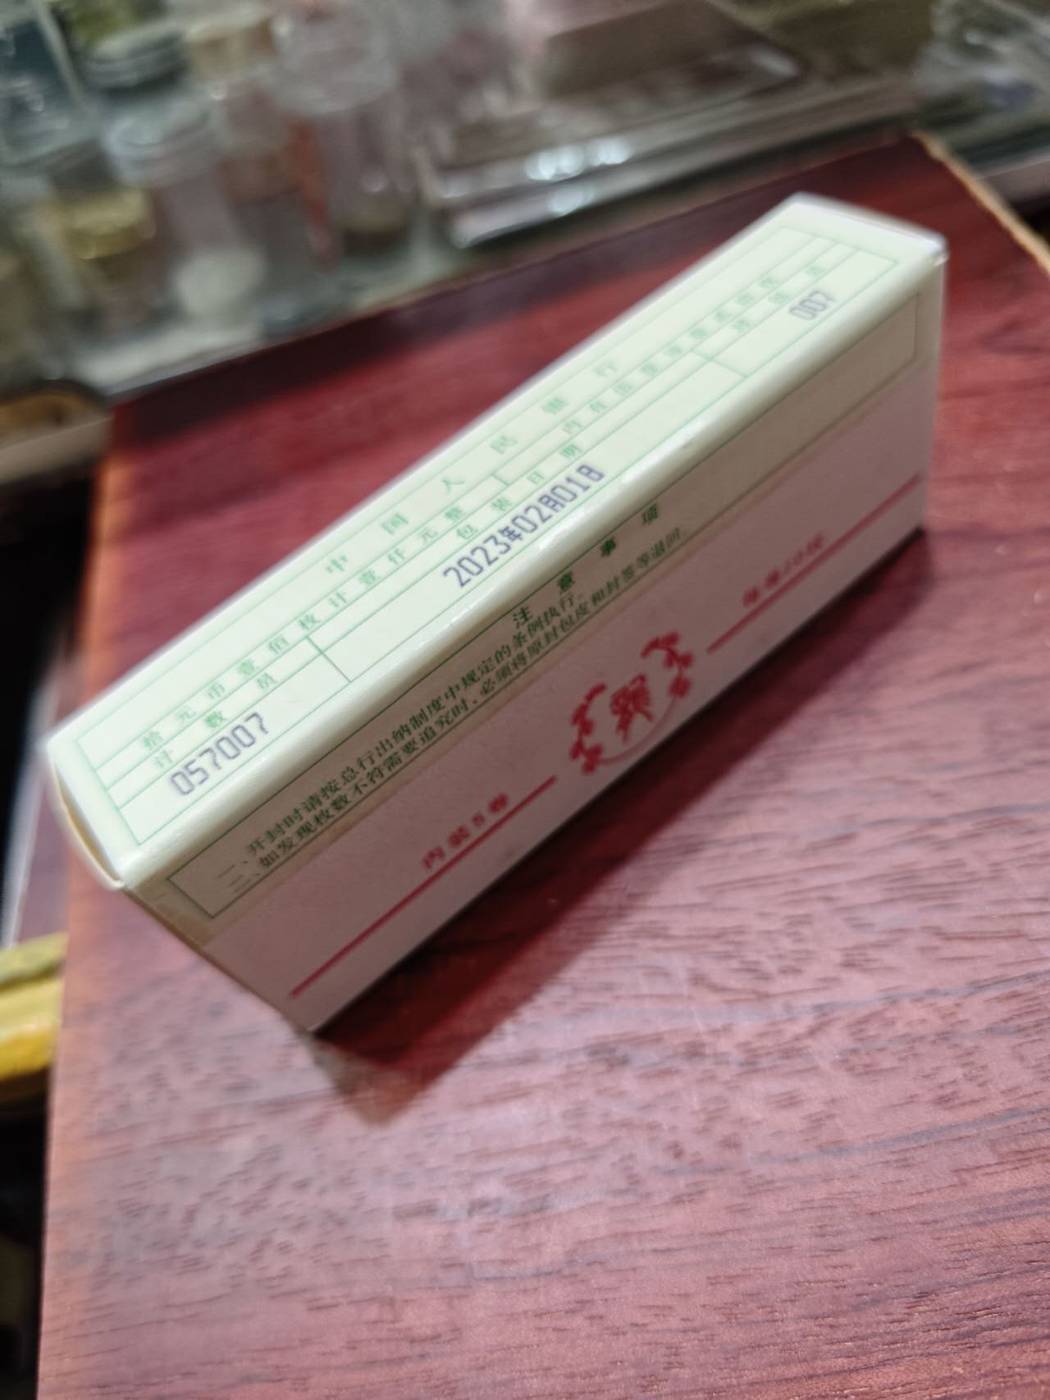 中国人民银行
拾元币壹佰枚计壹仟元整
计数员
包装日期
057007
2023年02月01日
007
注意事项
一、开封时请按总行出纳制度中规定的条例执行。
二、如发现枚数不符需要追究时，必须将原封包皮和封签等退回
内装5卷